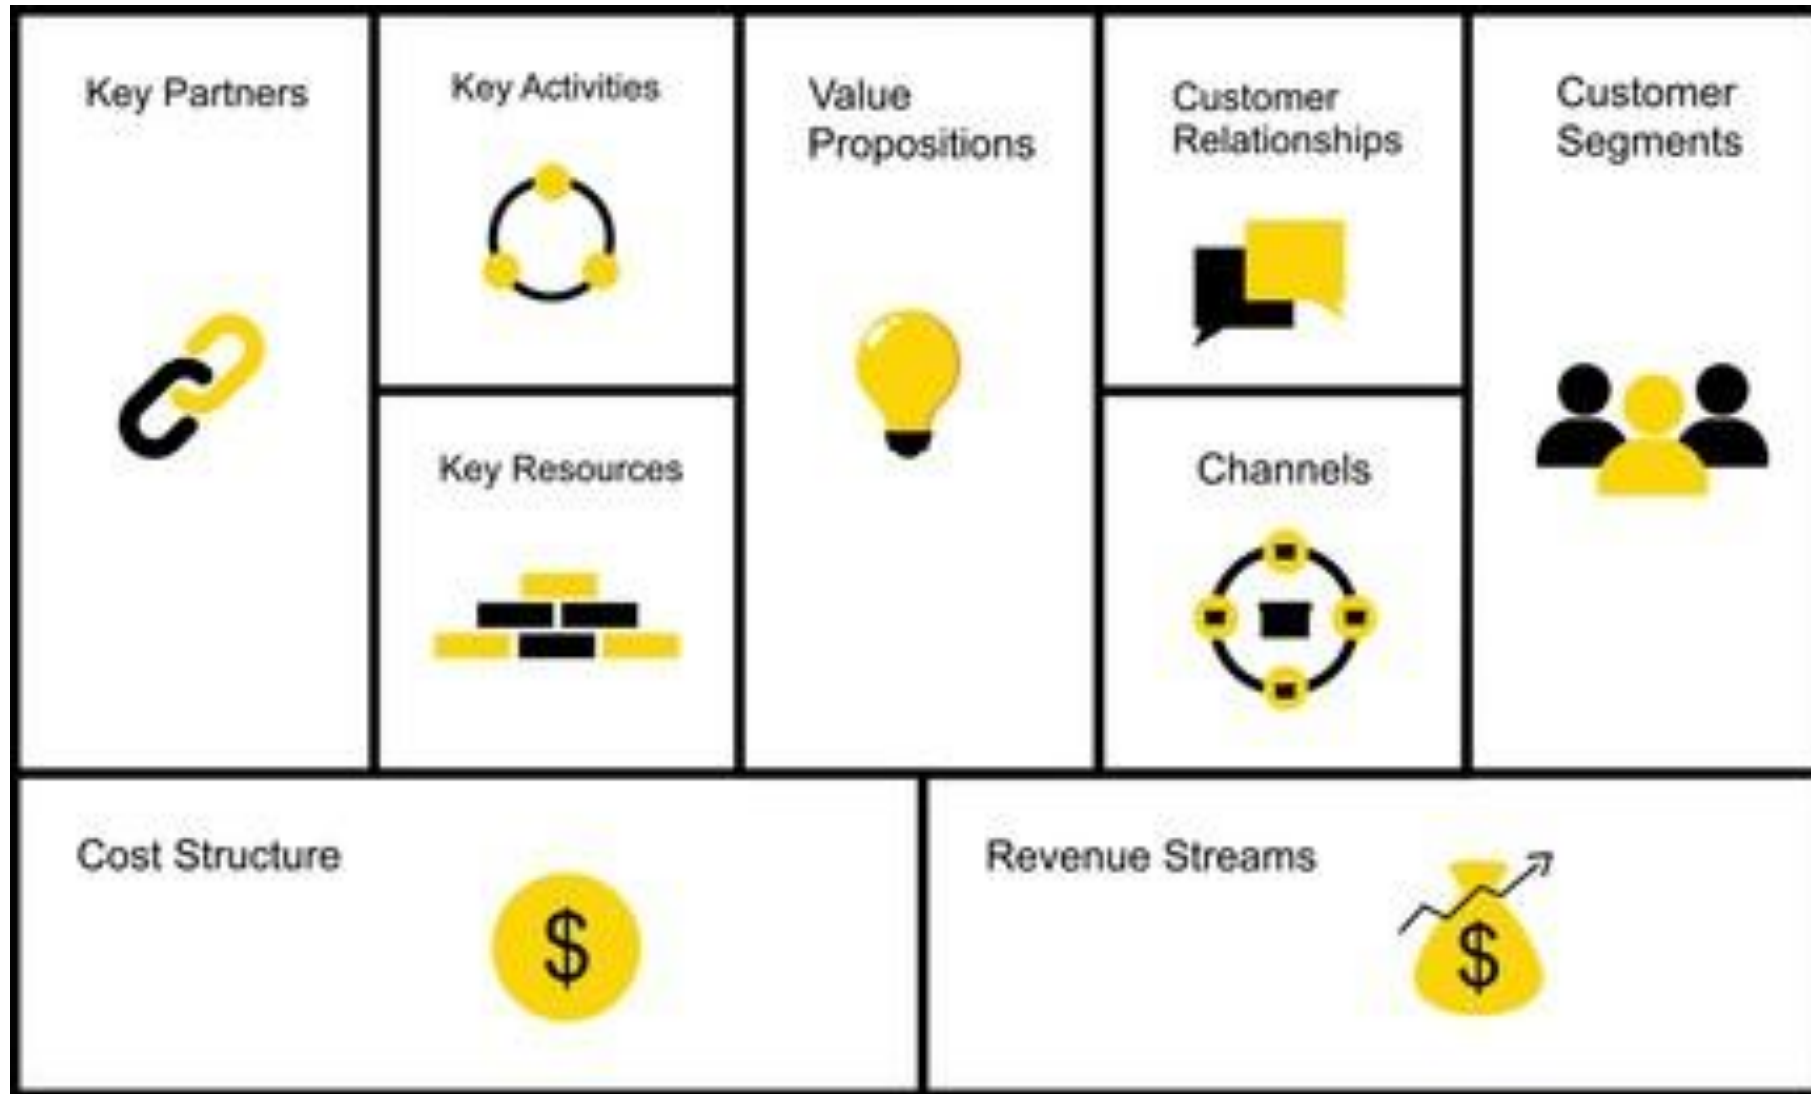 Key Partners
Key Activities
Value
Propositions
Customer
Relationships
Customer
Segments
Key Resources
Channels
Cost Structure
$
Revenue Streams
$